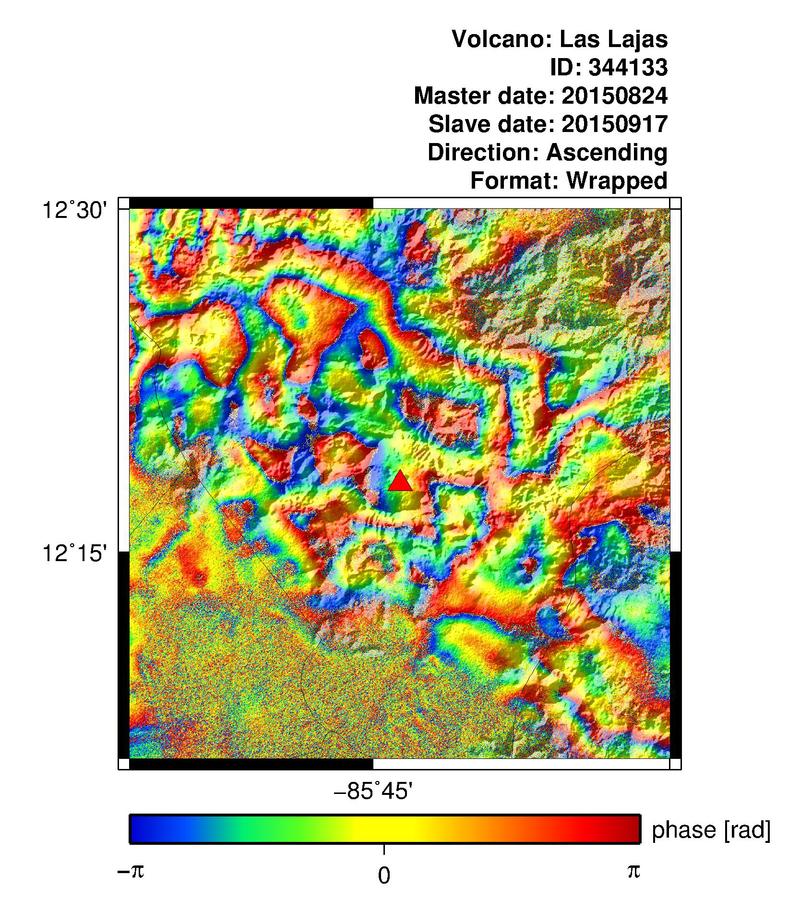 Volcano: Las Lajas
ID: 344133
Master date: 20150824
Slave date: 20150917
Direction: Ascending
Format: Wrapped
12˚30'
12˚15'
−85˚45'
phase [rad]
−π 0 π